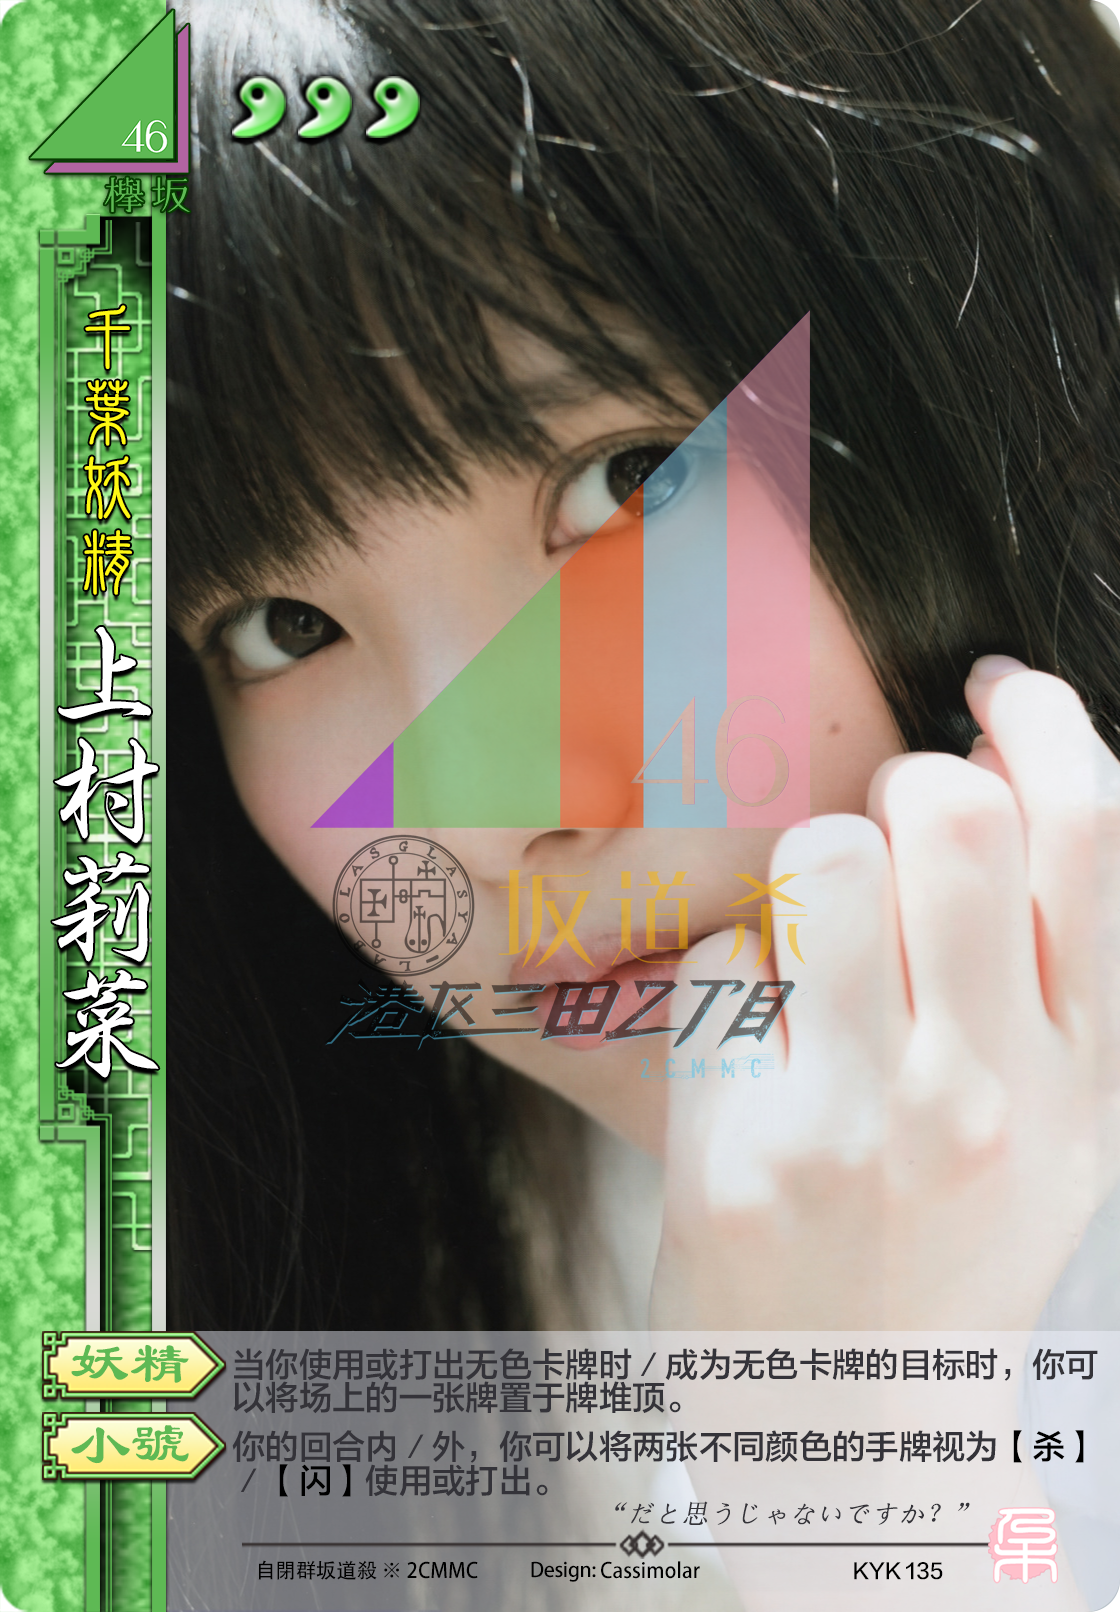 46
欅坂
千葉妖精
上村莉菜
46
GLASYA-LABOLAS
坂道杀
港区三田2丁目
2CMMC
妖精
当你使用或打出无色卡牌时 / 成为无色卡牌的目标时，你可
以将场上的一张牌置于牌堆顶。
小號
你的回合内 / 外，你可以将两张不同颜色的手牌视为【杀】
/【闪】使用或打出。
“だと思うじゃないですか？”
自閉群坂道殺 ※ 2CMMC
Design: Cassimolar
KYK 135